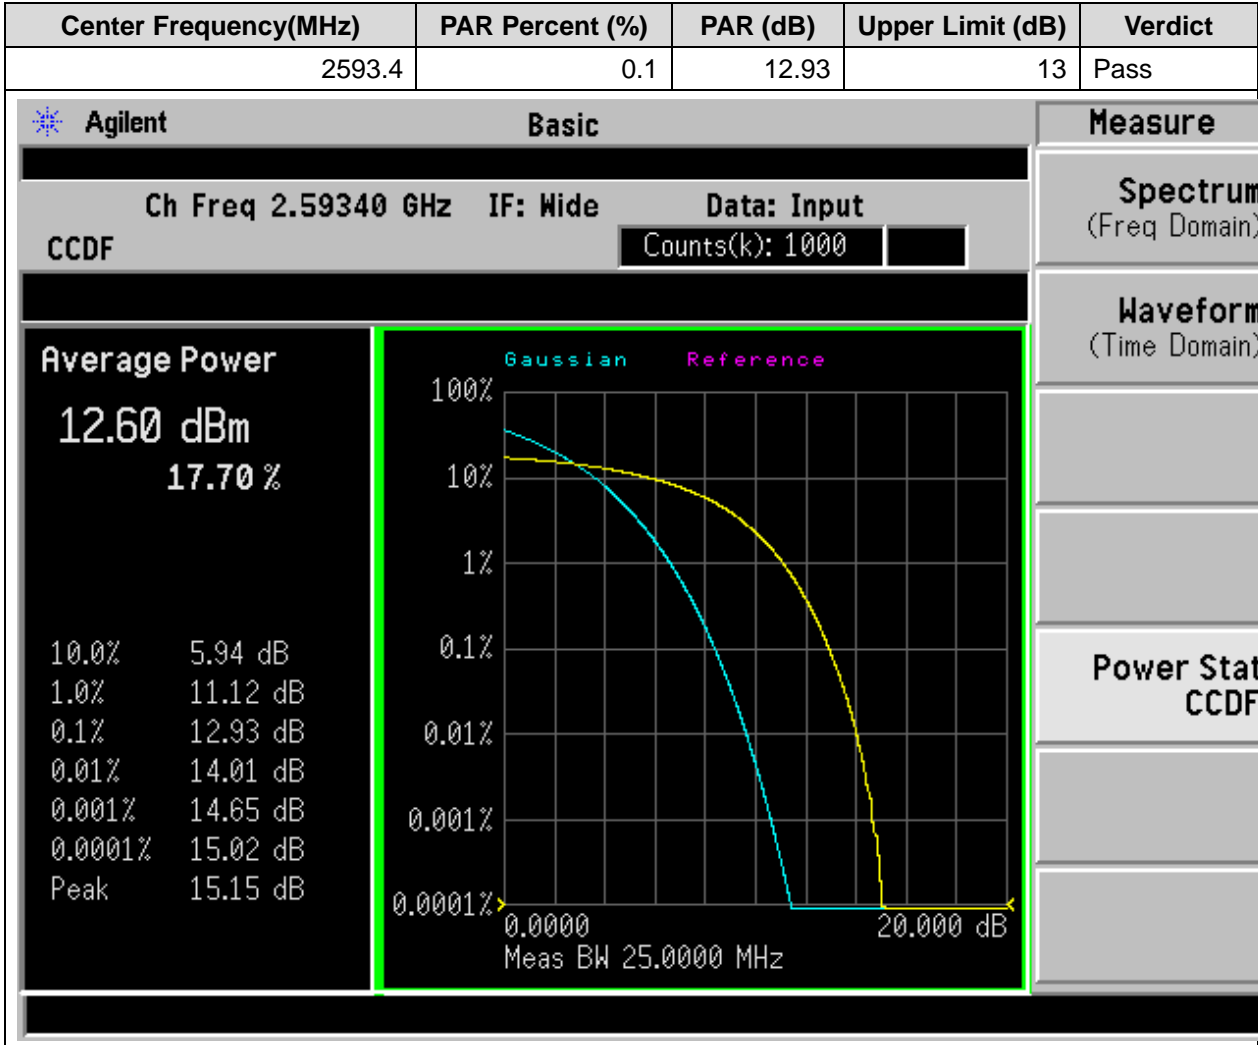 Center Frequency(MHz) PAR Percent (%) PAR (dB) Upper Limit (dB) Verdict
2593.4 0.1 12.93 13 Pass
Agilent Basic Measure
Ch Freq 2.59340 GHz IF: Wide Data: Input
CCDF Counts(k): 1000
Spectrum
(Freq Domain)
Waveform
(Time Domain)
Power Stat
CCDF
Average Power
12.60 dBm
17.70 %
10.0% 5.94 dB
1.0% 11.12 dB
0.1% 12.93 dB
0.01% 14.01 dB
0.001% 14.65 dB
0.0001% 15.02 dB
Peak 15.15 dB
Gaussian Reference
100%
10%
1%
0.1%
0.01%
0.001%
0.0001%
0.0000 20.000 dB
Meas BW 25.0000 MHz